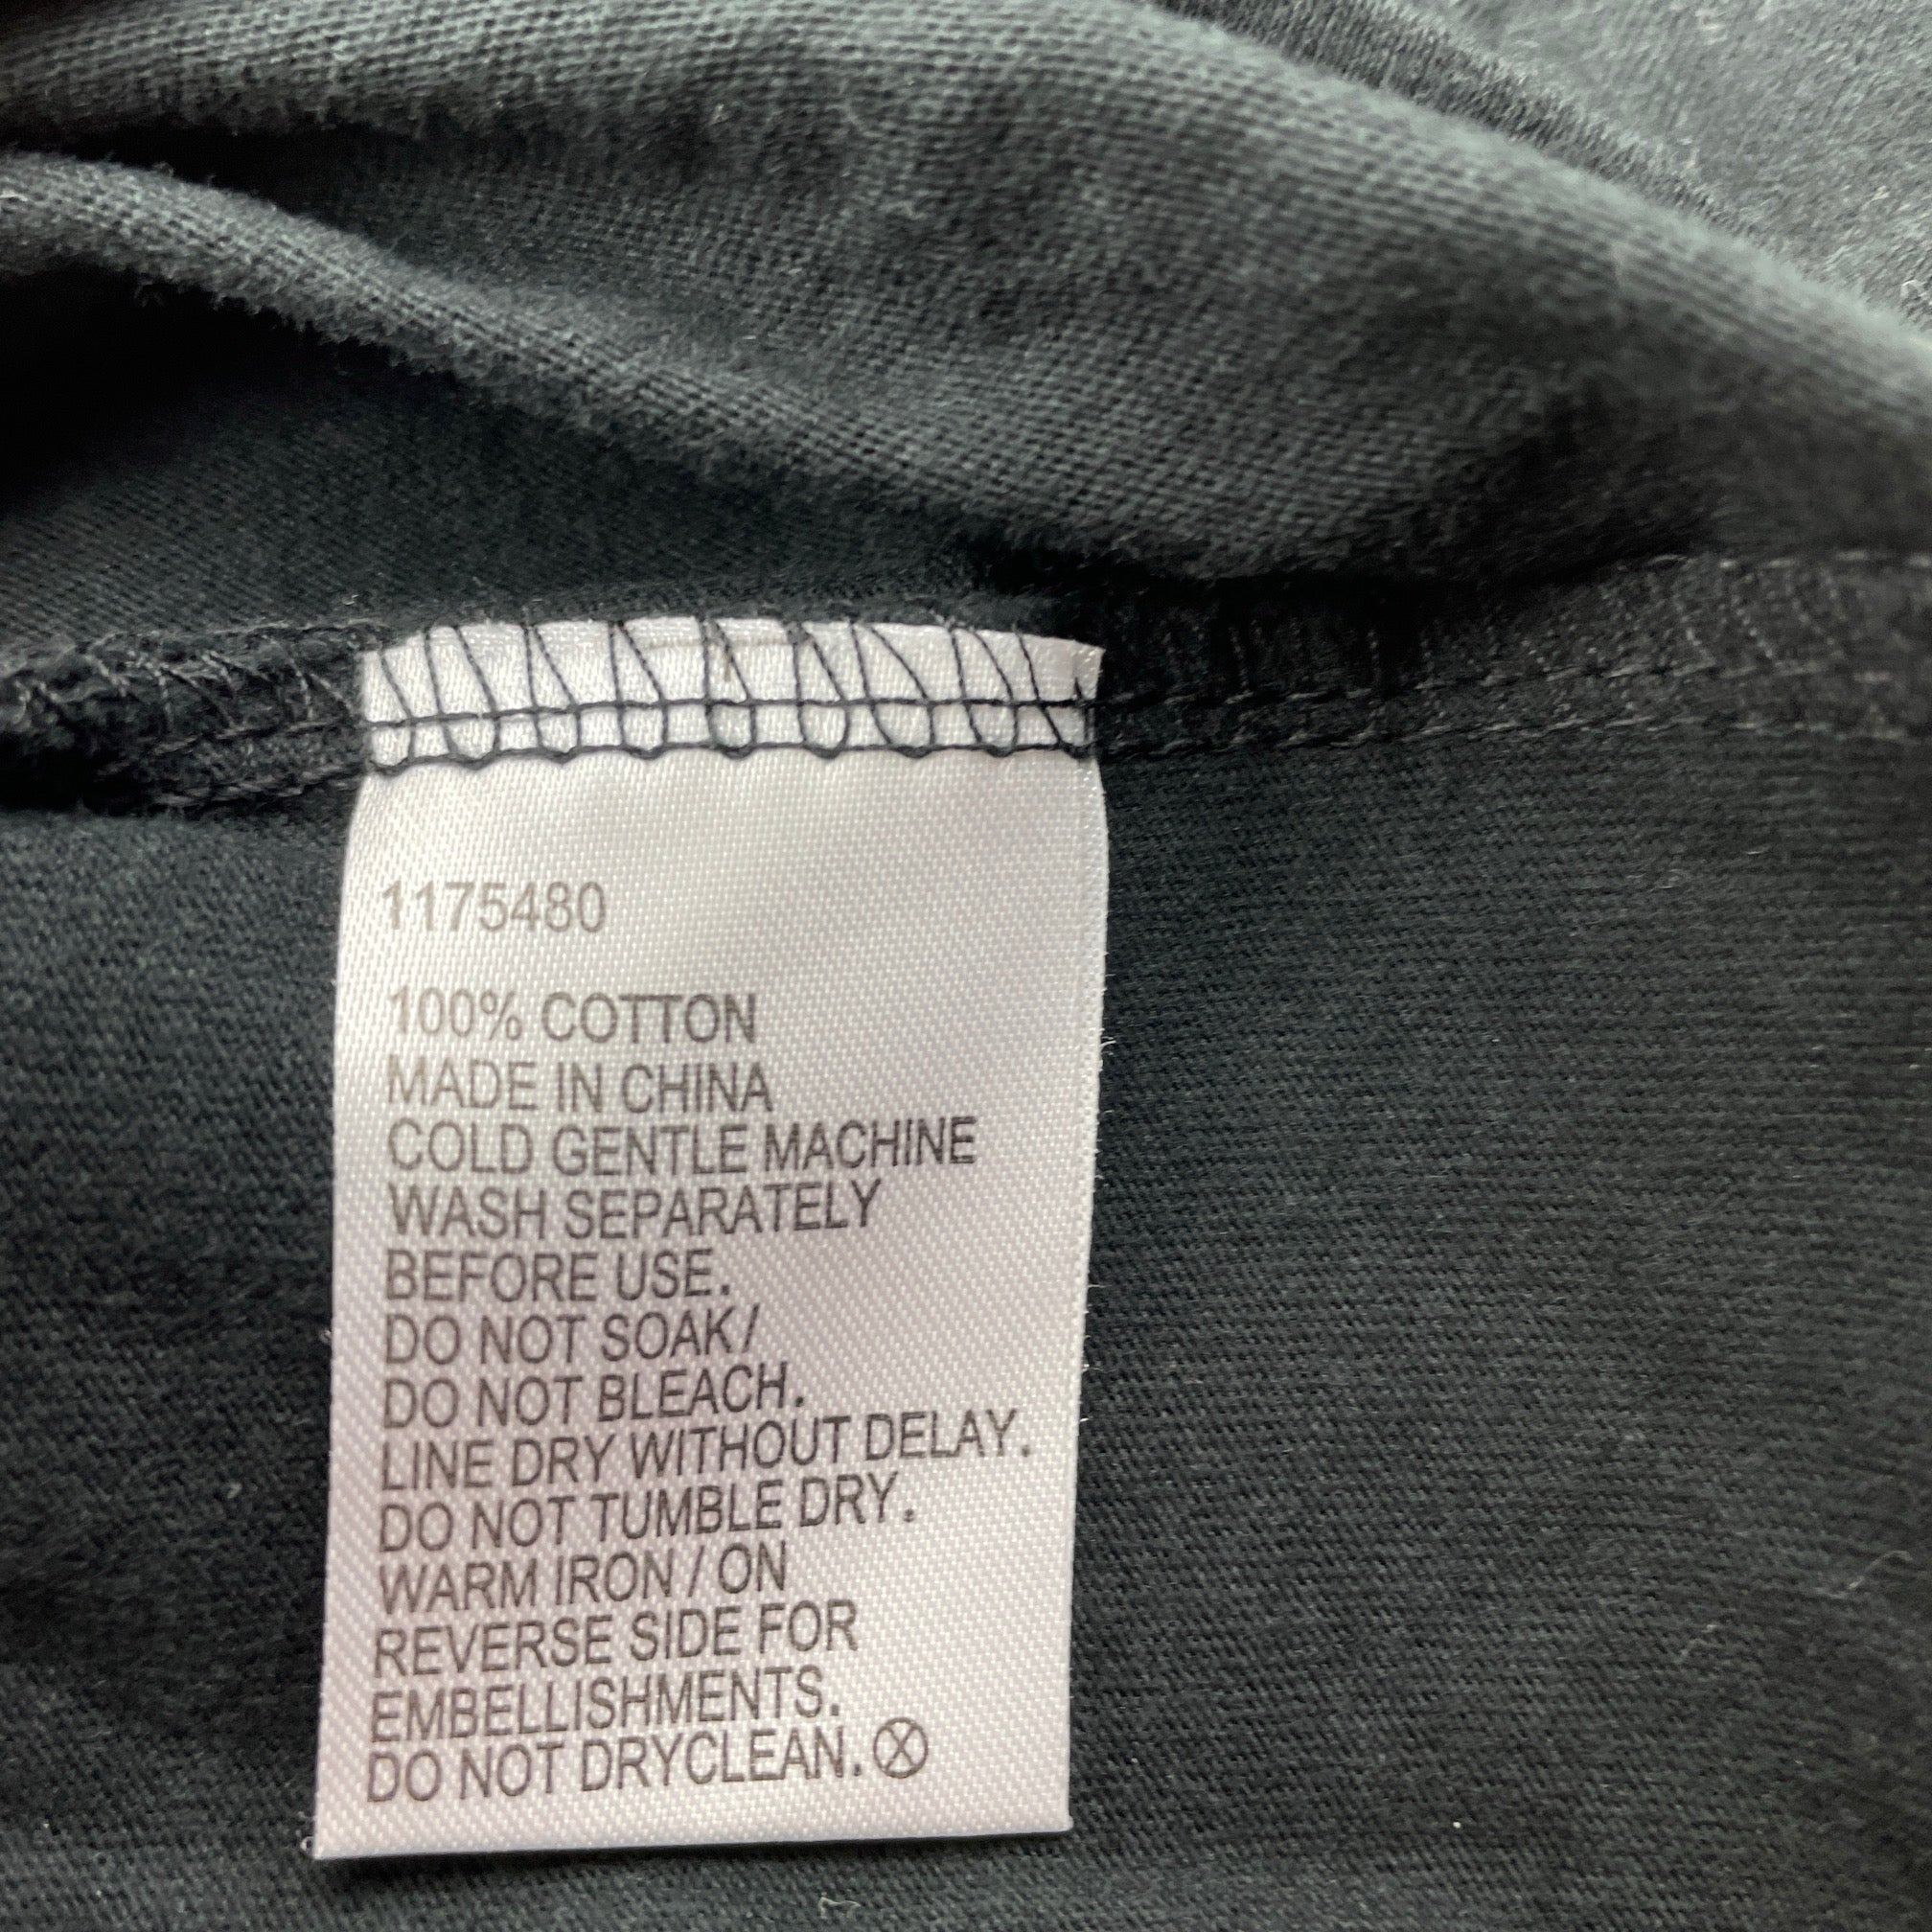 1175480
100% COTTON
MADE IN CHINA
COLD GENTLE MACHINE
WASH SEPARATELY
BEFORE USE.
DO NOT SOAK/
DO NOT BLEACH.
LINE DRY WITHOUT DELAY.
DO NOT TUMBLE DRY.
WARM IRON / ON
REVERSE SIDE FOR
EMBELLISHMENTS.
DO NOT DRYCLEAN.